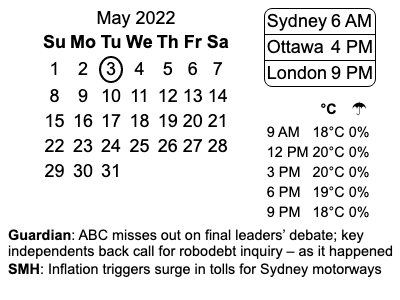 May 2022
Su Mo Tu We Th Fr Sa
1 2 3 4 5 6 7
8 9 10 11 12 13 14
15 16 17 18 19 20 21
22 23 24 25 26 27 28
29 30 31
Sydney 6 AM
Ottawa 4 PM
London 9 PM
°C
9 AM 18°C 0%
12 PM 20°C 0%
3 PM 20°C 0%
6 PM 19°C 0%
9 PM 18°C 0%
Guardian: ABC misses out on final leaders’ debate; key
independents back call for robodebt inquiry – as it happened
SMH: Inflation triggers surge in tolls for Sydney motorways